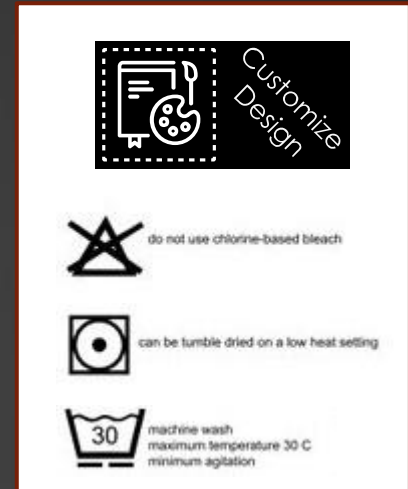 Customize
Design
do not use chlorine-based bleach
can be tumble dried on a low heat setting
30
machine wash
maximum temperature 30 C
minimum agitation